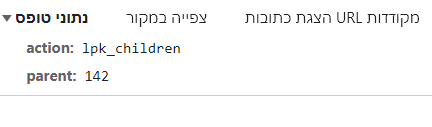 נתוני טופס צפייה במקור מקודדות URL הצגת כתובות
action: lpk_children
parent: 142